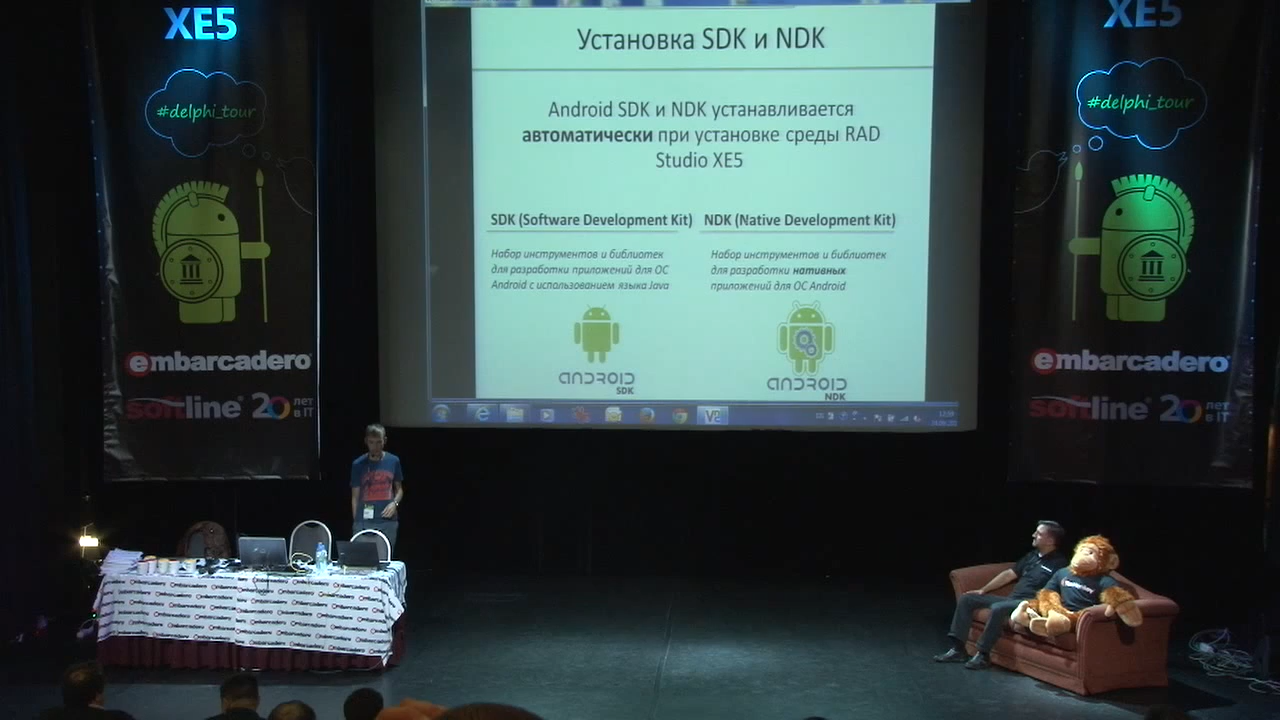 XE5
#delphi_tour
embarcadero
softline® 20 лет
в IT
Установка SDK и NDK
Android SDK и NDK устанавливается
автоматически при установке среды RAD
Studio XE5
SDK (Software Development Kit)
Набор инструментов и библиотек
для разработки приложений для ОС
Android с использованием языка Java
ANDROID
SDK
NDK (Native Development Kit)
Набор инструментов и библиотек
для разработки нативных
приложений для ОС Android
ANDROID
NDK
XE5
#delphi_tour
embarcadero
softline® 20 лет
в IT